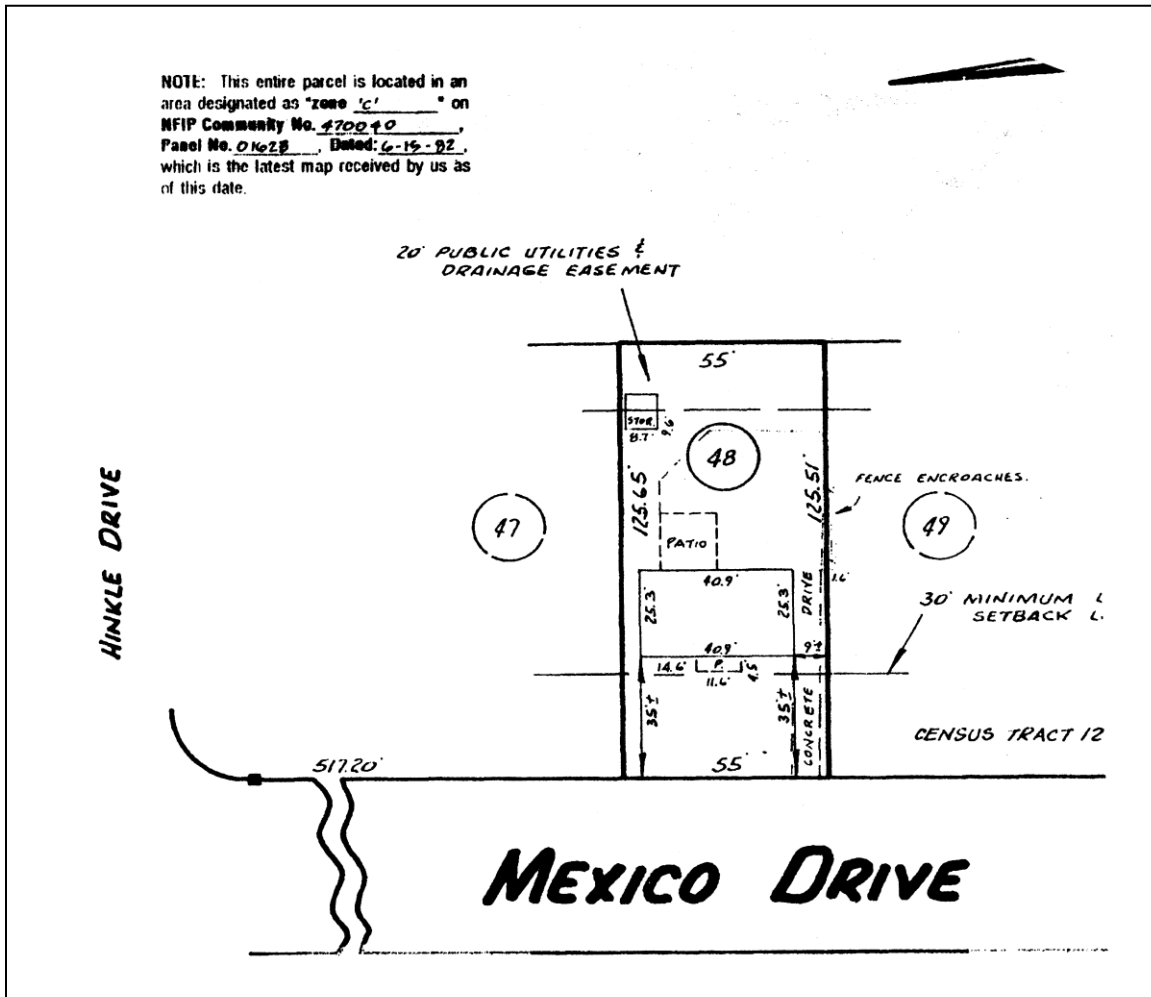 NOTE: This entire parcel is located in an
area designated as "zone 'C' " on
NFIP Community No. 470040,
Panel No. 0162B, Dated: 6-15-82,
which is the latest map received by us as
of this date.
20' PUBLIC UTILITIES &
DRAINAGE EASEMENT
55'
STOR.
8.7'
9.6'
48
125.65'
125.51'
FENCE ENCROACHES.
47
49
PATIO
HINKLE DRIVE
40.9'
1.6'
25.3'
25.3'
CONCRETE DRIVE
30' MINIMUM
SETBACK L.
40.9'
9'±
14.6'
P.
4.5'
11.6'
35'±
35'±
CENSUS TRACT 12
517.20'
55'
MEXICO DRIVE